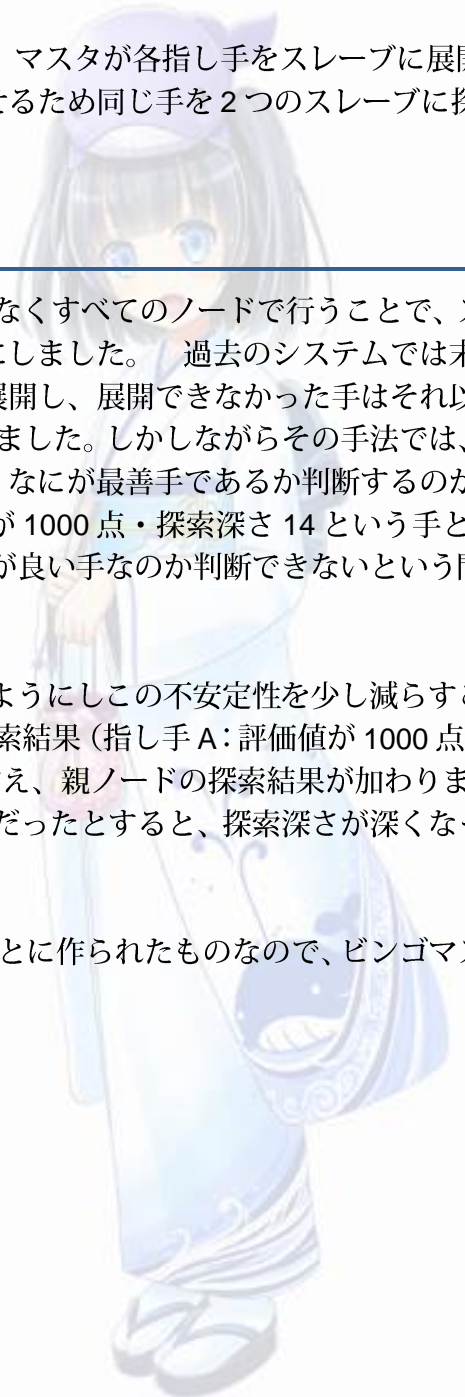 マスタが各指し手をスレーブに展開
せるため同じ手を 2 つのスレーブに探
なくすべてのノードで行うことで、
にしました。　過去のシステムでは末
展開し、展開できなかった手はそれ以
ました。しかしながらその手法では、
なにが最善手であるか判断するのか
が 1000 点・探索深さ 14 という手と
が良い手なのか判断できないという問
ようにしこの不安定性を少し減らすこ
索結果（指し手 A：評価値が 1000 点
え、親ノードの探索結果が加わりま
だったとすると、探索深さが深くなっ
とに作られたものなので、ビンゴマス